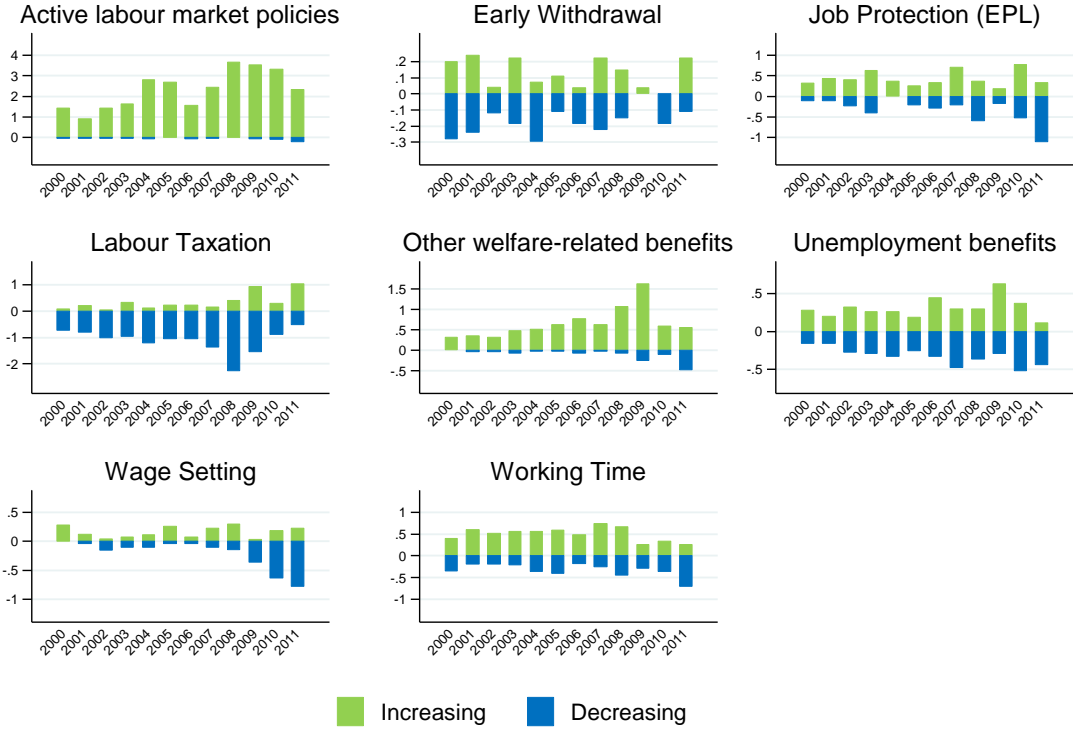 Active labour market policies
4
3
2
1
0
2000 2001 2002 2003 2004 2005 2006 2007 2008 2009 2010 2011
Early Withdrawal
.2
.1
0
-.1
-.2
-.3
2000 2001 2002 2003 2004 2005 2006 2007 2008 2009 2010 2011
Job Protection (EPL)
1
.5
0
-.5
-1
2000 2001 2002 2003 2004 2005 2006 2007 2008 2009 2010 2011
Labour Taxation
1
0
-1
-2
2000 2001 2002 2003 2004 2005 2006 2007 2008 2009 2010 2011
Other welfare-related benefits
1.5
1
.5
0
-.5
2000 2001 2002 2003 2004 2005 2006 2007 2008 2009 2010 2011
Unemployment benefits
.5
0
-.5
2000 2001 2002 2003 2004 2005 2006 2007 2008 2009 2010 2011
Wage Setting
.5
0
-.5
-1
2000 2001 2002 2003 2004 2005 2006 2007 2008 2009 2010 2011
Working Time
1
.5
0
-.5
-1
2000 2001 2002 2003 2004 2005 2006 2007 2008 2009 2010 2011
Increasing
Decreasing